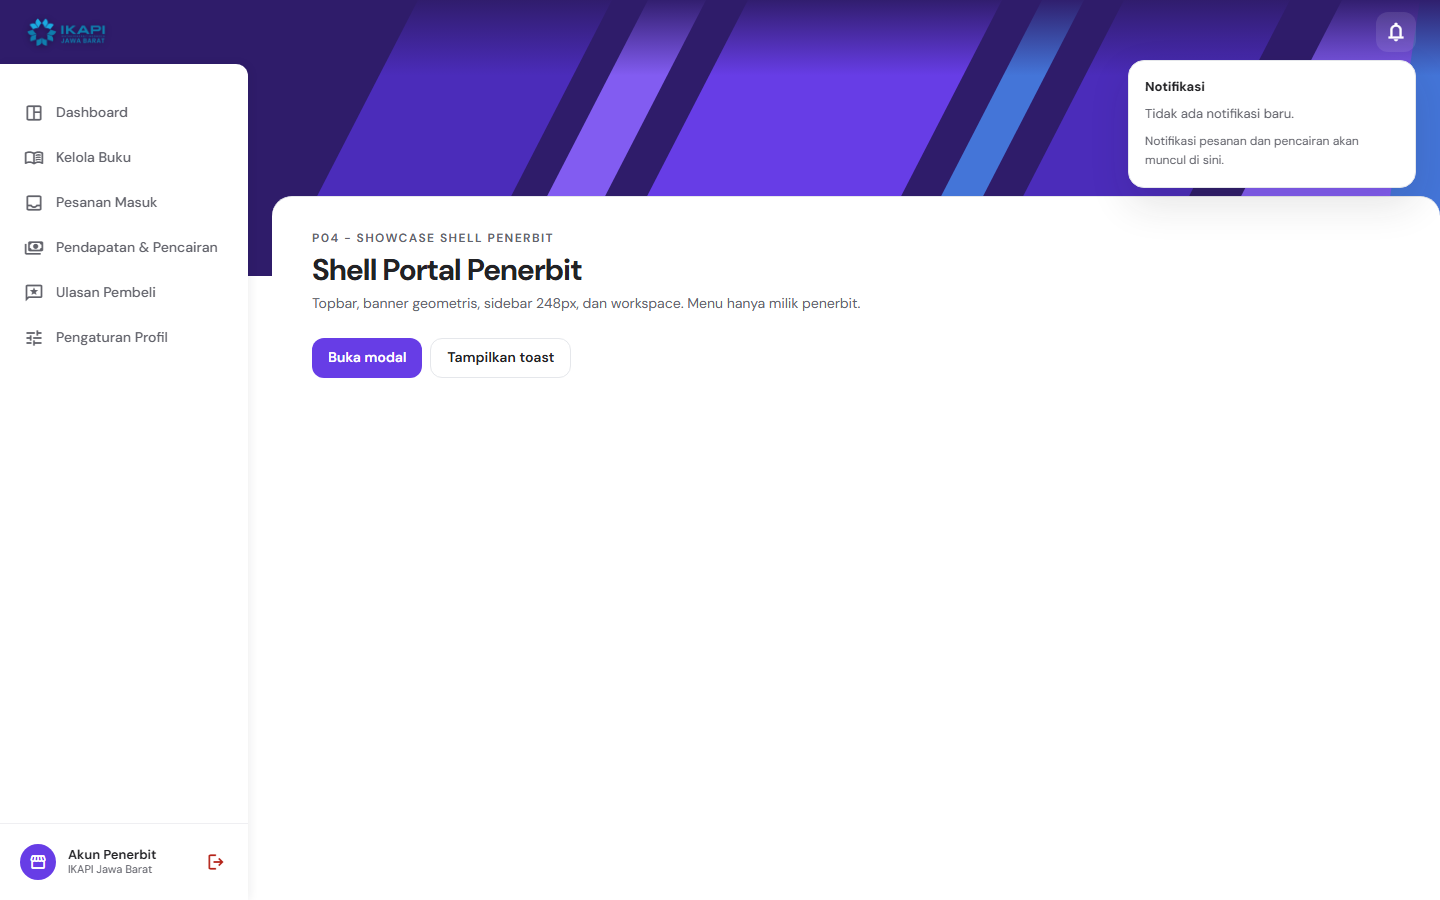 IKAPI
JAWA BARAT
Notifikasi
Tidak ada notifikasi baru.
Notifikasi pesanan dan pencairan akan
muncul di sini.
Dashboard
Kelola Buku
Pesanan Masuk
Pendapatan & Pencairan
Ulasan Pembeli
Pengaturan Profil
P04 - SHOWCASE SHELL PENERBIT
Shell Portal Penerbit
Topbar, banner geometris, sidebar 248px, dan workspace. Menu hanya milik penerbit.
Buka modal
Tampilkan toast
Akun Penerbit
IKAPI Jawa Barat